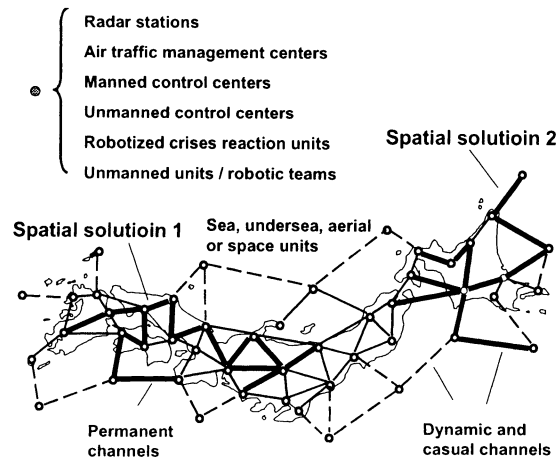 Radar stations
Air traffic management centers
Manned control centers
Unmanned control centers
Robotized crises reaction units
Unmanned units / robotic teams
Spatial solutioin 2
Spatial solutioin 1
Sea, undersea, aerial
or space units
Permanent
channels
Dynamic and
casual channels